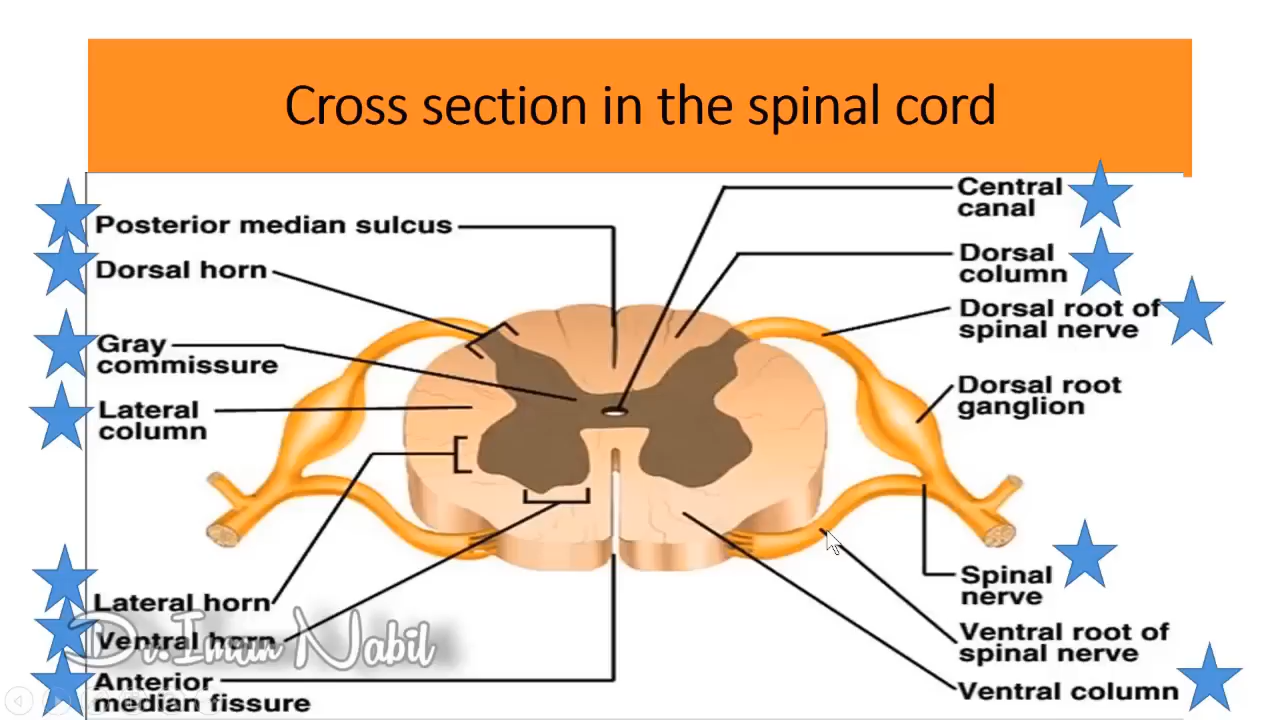 Cross section in the spinal cord
Posterior median sulcus
Dorsal horn
Gray
commissure
Lateral
column
Lateral horn
Ventral horn
Anterior
median fissure
Central
canal
Dorsal
column
Dorsal root of
spinal nerve
Dorsal root
ganglion
Spinal
nerve
Ventral root of
spinal nerve
Ventral column
Dr.Iman Nabil